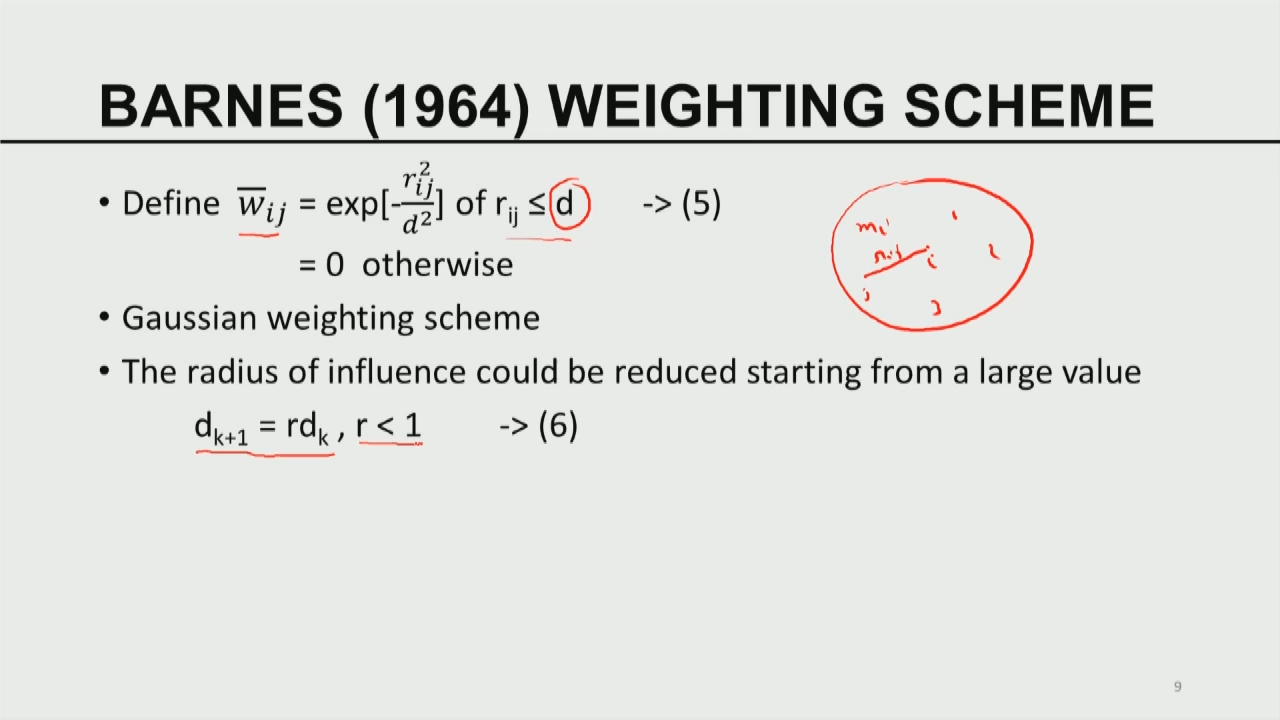 BARNES (1964) WEIGHTING SCHEME
• Define w̅ᵢⱼ = exp[-rᵢⱼ²/d²] of rᵢⱼ ≤ d -> (5)
= 0 otherwise
• Gaussian weighting scheme
• The radius of influence could be reduced starting from a large value
dₖ₊₁ = rdₖ , r < 1 -> (6)
9